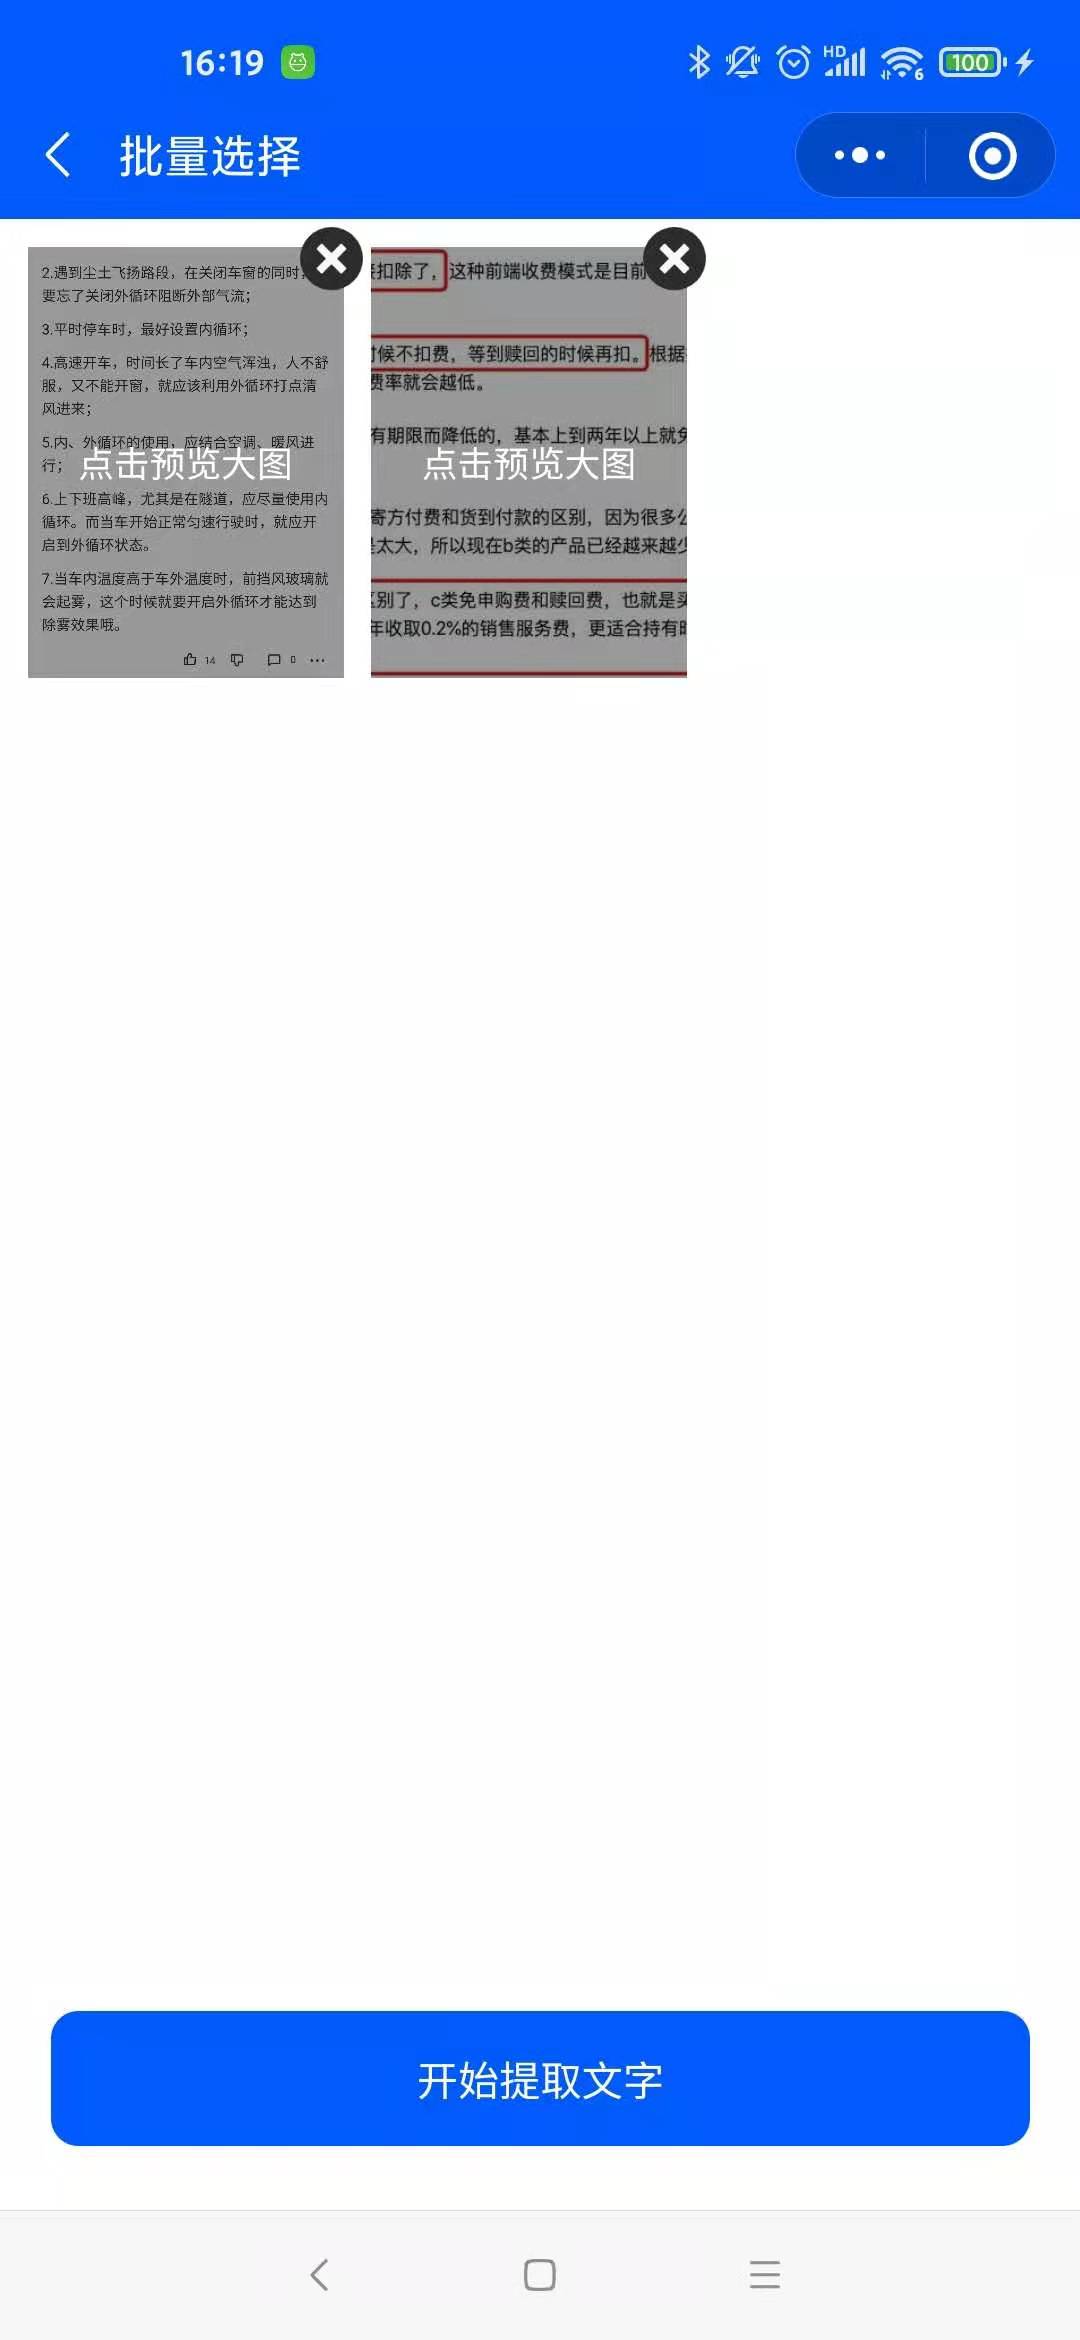 16:19
HD
6
100
批量选择
2.遇到尘土飞扬路段，在关闭车窗的同时，
要忘了关闭外循环阻断外部气流；
3.平时停车时，最好设置内循环；
4.高速开车，时间长了车内空气浑浊，人不舒
服，又不能开窗，就应该利用外循环打点清
风进来；
5.内、外循环的使用，应结合空调、暖风进
行；
点击预览大图
6.上下班高峰，尤其是在隧道，应尽量使用内
循环。而当车开始正常匀速行驶时，就应开
启到外循环状态。
7.当车内温度高于车外温度时，前挡风玻璃就
会起雾，这个时候就要开启外循环才能达到
除雾效果哦。
14
0
扣除了，这种前端收费模式是目前
候不扣费，等到赎回的时候再扣。根据
费率就会越低。
有期限而降低的，基本上到两年以上就免
点击预览大图
寄方付费和货到付款的区别，因为很多公
太大，所以现在b类的产品已经越来越少
区别了，c类免申购费和赎回费，也就是买
年收取0.2%的销售服务费，更适合持有时
开始提取文字